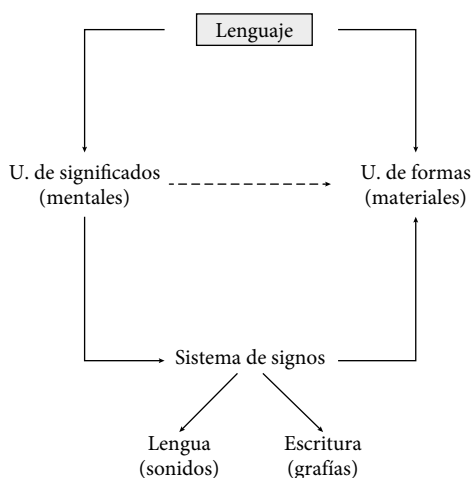 Lenguaje
U. de significados
(mentales)
U. de formas
(materiales)
Sistema de signos
Lengua
(sonidos)
Escritura
(grafías)